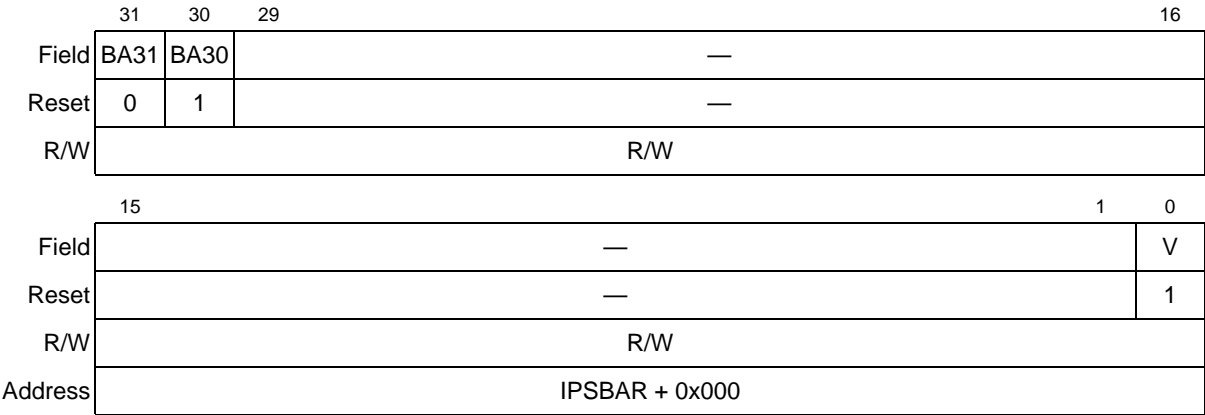 31 30 29 16
Field BA31 BA30 —
Reset 0 1 —
R/W R/W
15 1 0
Field — V
Reset — 1
R/W R/W
Address IPSBAR + 0x000